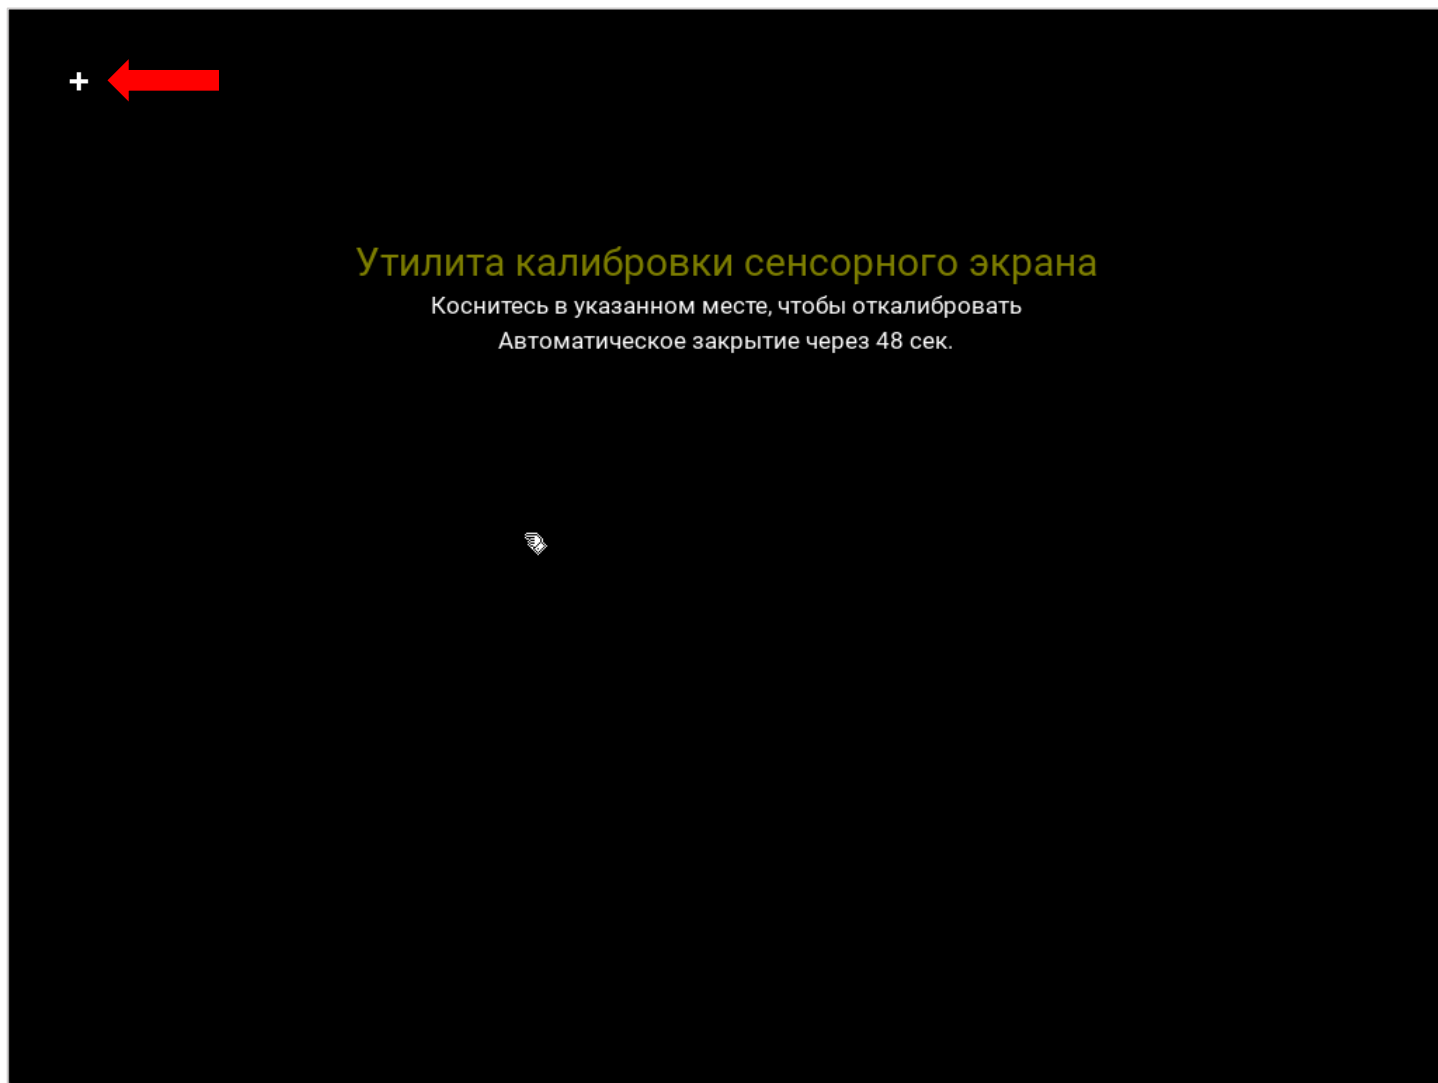 +
Утилита калибровки сенсорного экрана
Коснитесь в указанном месте, чтобы откалибровать
Автоматическое закрытие через 48 сек.